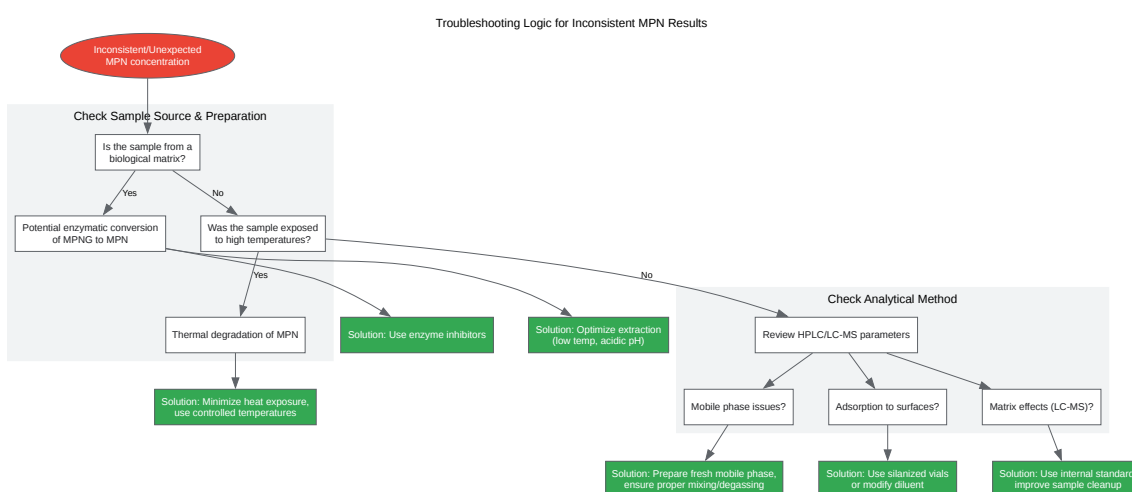 Troubleshooting Logic for Inconsistent MPN Results
Inconsistent/Unexpected
MPN concentration
Check Sample Source & Preparation
Is the sample from a
biological matrix?
Yes
No
Potential enzymatic conversion
of MPNG to MPN
Was the sample exposed
to high temperatures?
Yes
No
Thermal degradation of MPN
Solution: Use enzyme inhibitors
Solution: Optimize extraction
(low temp, acidic pH)
Solution: Minimize heat exposure,
use controlled temperatures
Check Analytical Method
Review HPLC/LC-MS parameters
Mobile phase issues?
Adsorption to surfaces?
Matrix effects (LC-MS)?
Solution: Prepare fresh mobile phase,
ensure proper mixing/degassing
Solution: Use silanized vials
or modify diluent
Solution: Use internal standard
improve sample cleanup